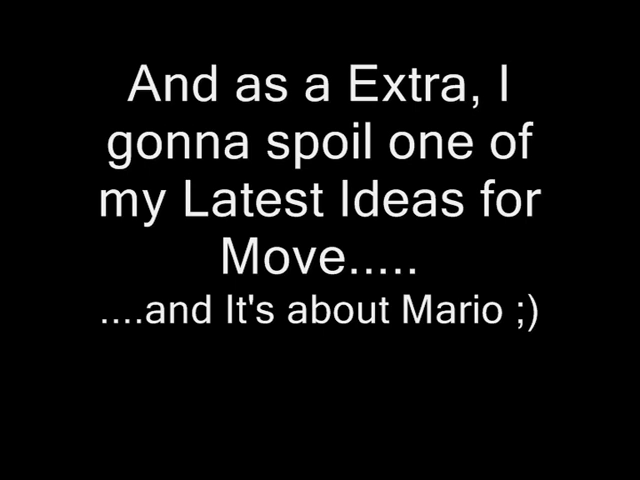 And as a Extra, I
gonna spoil one of
my Latest Ideas for
Move.....
....and It's about Mario ;)